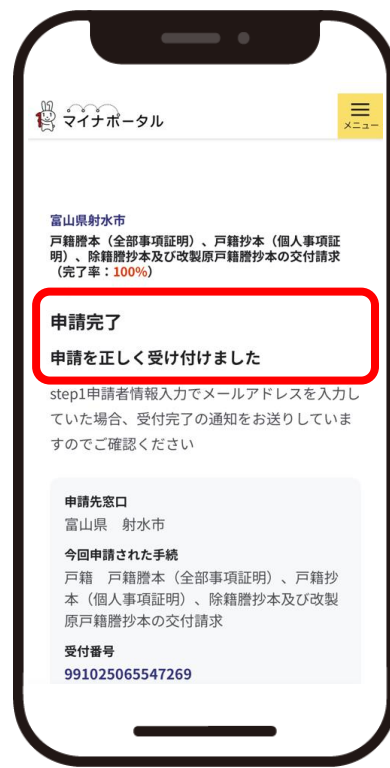 マイナポータル
メニュー
富山県射水市
戸籍謄本（全部事項証明）、戸籍抄本（個人事項証
明）、除籍謄抄本及び改製原戸籍謄抄本の交付請求
（完了率：100%）
申請完了
申請を正しく受け付けました
step1申請者情報入力でメールアドレスを入力し
ていた場合、受付完了の通知をお送りしていま
すのでご確認ください
申請先窓口
富山県　射水市
今回申請された手続
戸籍　戸籍謄本（全部事項証明）、戸籍抄
本（個人事項証明）、除籍謄抄本及び改製
原戸籍謄抄本の交付請求
受付番号
991025065547269